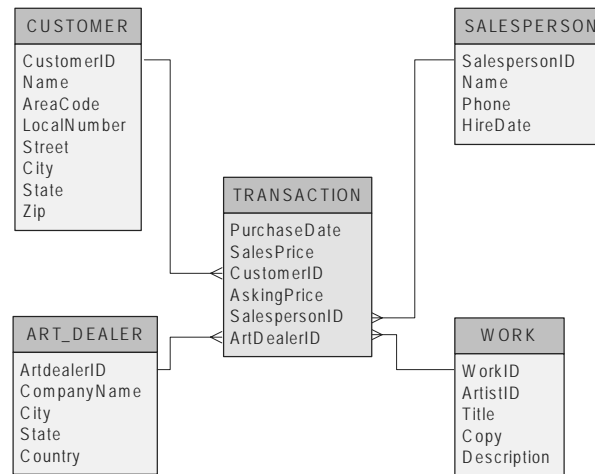 CUSTOMER
CustomerID
Name
AreaCode
LocalNumber
Street
City
State
Zip
SALESPERSON
SalespersonID
Name
Phone
HireDate
TRANSACTION
PurchaseDate
SalesPrice
CustomerID
AskingPrice
SalespersonID
ArtDealerID
ART_DEALER
ArtdealerID
CompanyName
City
State
Country
WORK
WorkID
ArtistID
Title
Copy
Description